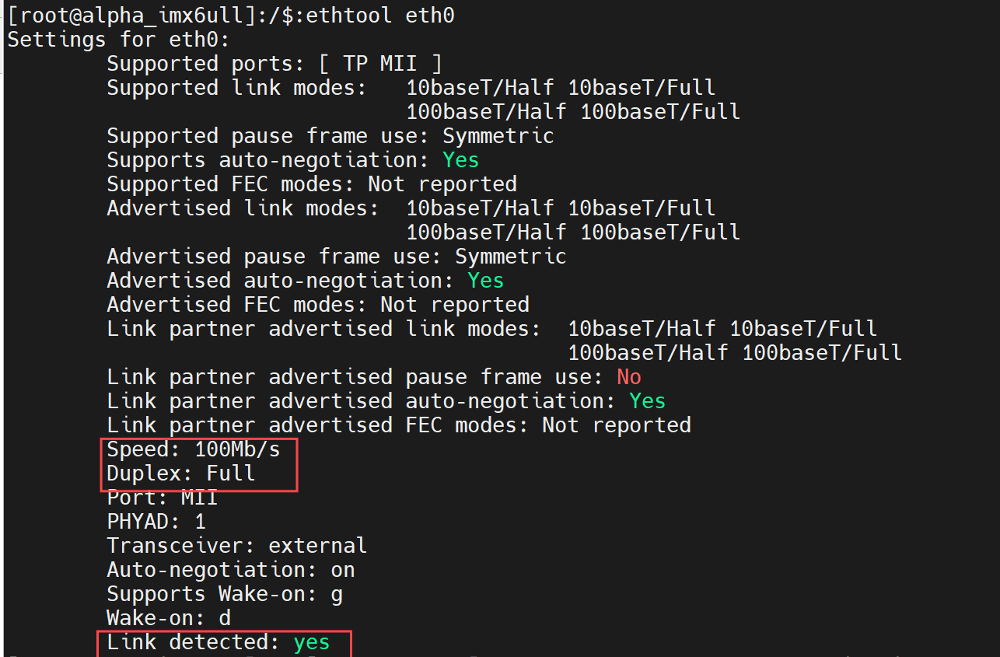 [root@alpha_imx6ull]:/$:ethtool eth0
Settings for eth0:
Supported ports: [ TP MII ]
Supported link modes: 10baseT/Half 10baseT/Full
100baseT/Half 100baseT/Full
Supported pause frame use: Symmetric
Supports auto-negotiation: Yes
Supported FEC modes: Not reported
Advertised link modes: 10baseT/Half 10baseT/Full
100baseT/Half 100baseT/Full
Advertised pause frame use: Symmetric
Advertised auto-negotiation: Yes
Advertised FEC modes: Not reported
Link partner advertised link modes: 10baseT/Half 10baseT/Full
100baseT/Half 100baseT/Full
Link partner advertised pause frame use: No
Link partner advertised auto-negotiation: Yes
Link partner advertised FEC modes: Not reported
Speed: 100Mb/s
Duplex: Full
Port: MII
PHYAD: 1
Transceiver: external
Auto-negotiation: on
Supports Wake-on: g
Wake-on: d
Link detected: yes